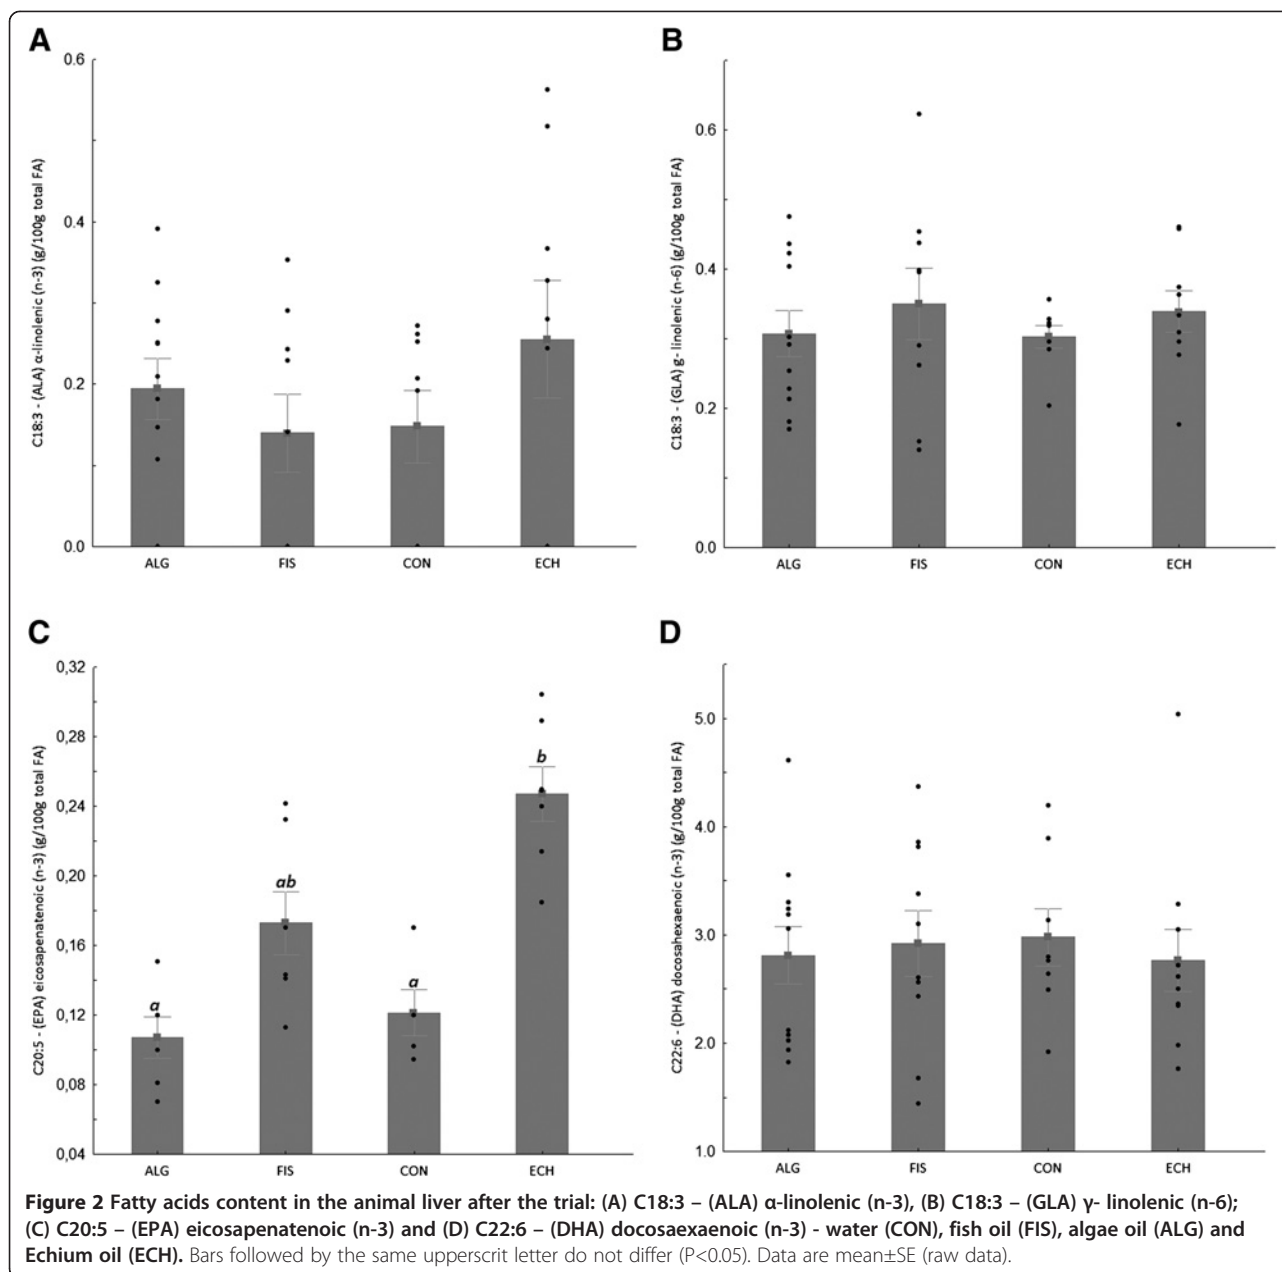 A
C18:3 - (ALA) α-linolenic (n-3) (g/100g total FA)
0.6
0.4
0.2
0.0
ALG FIS CON ECH
B
C18:3 - (GLA) g- linolenic (n-6) (g/100g total FA)
0.6
0.4
0.2
0.0
ALG FIS CON ECH
C
C20:5 - (EPA) eicosapenatenoic (n-3) (g/100g total FA)
0,32
0,28
0,24
0,20
0,16
0,12
0,08
0,04
a ab a b
ALG FIS CON ECH
D
C22:6 - (DHA) docosahexaenoic (n-3) (g/100g total FA)
5.0
4.0
3.0
2.0
1.0
ALG FIS CON ECH
Figure 2 Fatty acids content in the animal liver after the trial: (A) C18:3 – (ALA) α-linolenic (n-3), (B) C18:3 – (GLA) γ- linolenic (n-6);
(C) C20:5 – (EPA) eicosapenatenoic (n-3) and (D) C22:6 – (DHA) docosaexaenoic (n-3) - water (CON), fish oil (FIS), algae oil (ALG) and
Echium oil (ECH). Bars followed by the same upperscrit letter do not differ (P<0.05). Data are mean±SE (raw data).